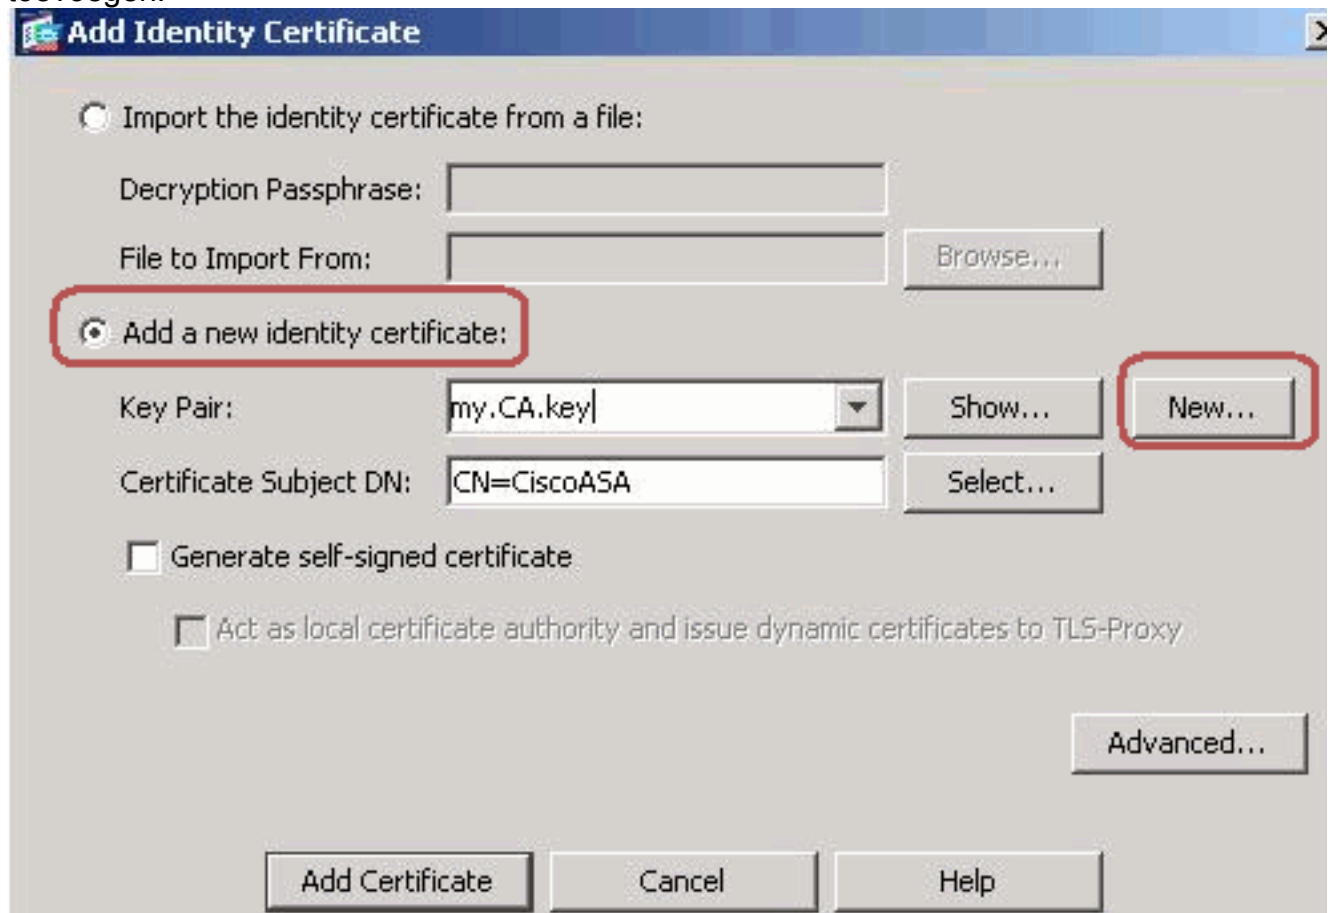 toevoegen.
Add Identity Certificate
Import the identity certificate from a file:
Decryption Passphrase:
File to Import From:
Browse...
Add a new identity certificate:
Key Pair:
my.CA.key
Show...
New...
Certificate Subject DN:
CN=CiscoASA
Select...
Generate self-signed certificate
Act as local certificate authority and issue dynamic certificates to TLS-Proxy
Advanced...
Add Certificate
Cancel
Help